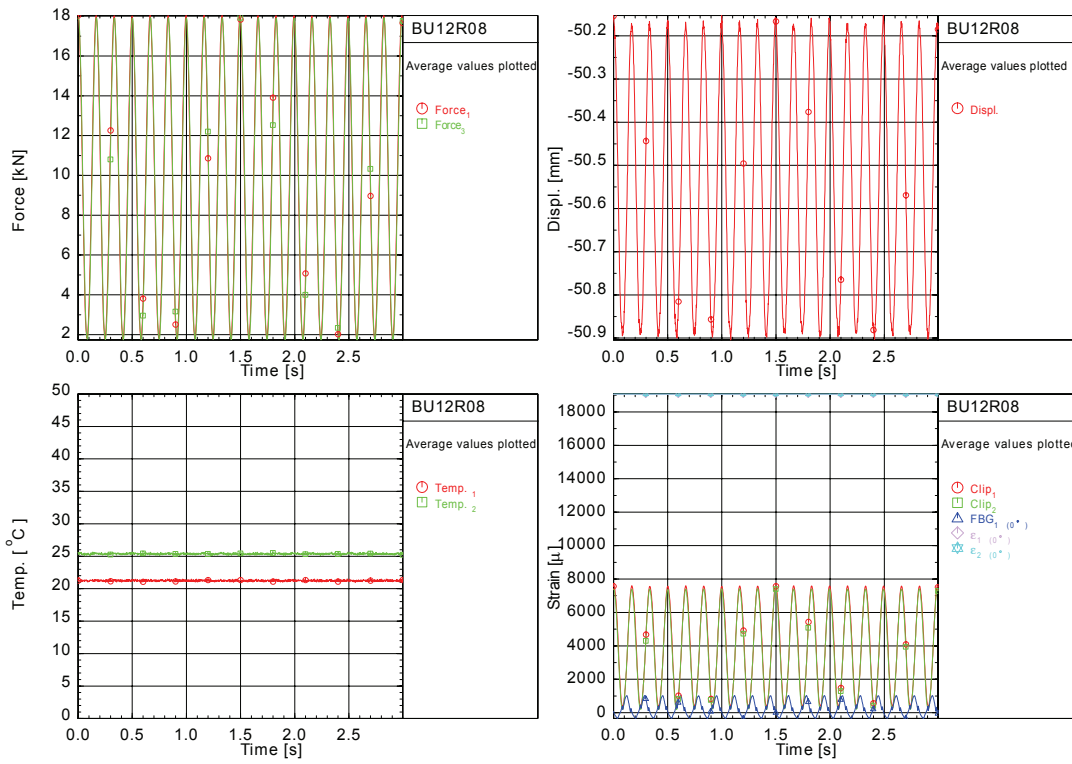 BU12R08
Average values plotted
Force1
Force3
Force [kN]
18
16
14
12
10
8
6
4
2
0.0 0.5 1.0 1.5 2.0 2.5
Time [s]
BU12R08
Average values plotted
Displ.
Displ. [mm]
-50.2
-50.3
-50.4
-50.5
-50.6
-50.7
-50.8
-50.9
0.0 0.5 1.0 1.5 2.0 2.5
Time [s]
BU12R08
Average values plotted
Temp. 1
Temp. 2
Temp. [ °C]
50
45
40
35
30
25
20
15
10
5
0
0.0 0.5 1.0 1.5 2.0 2.5
Time [s]
BU12R08
Average values plotted
Clip1
Clip2
FBG1 (0°)
ε1 (0°)
ε2 (0°)
Strain [μ]
18000
16000
14000
12000
10000
8000
6000
4000
2000
0
0.0 0.5 1.0 1.5 2.0 2.5
Time [s]